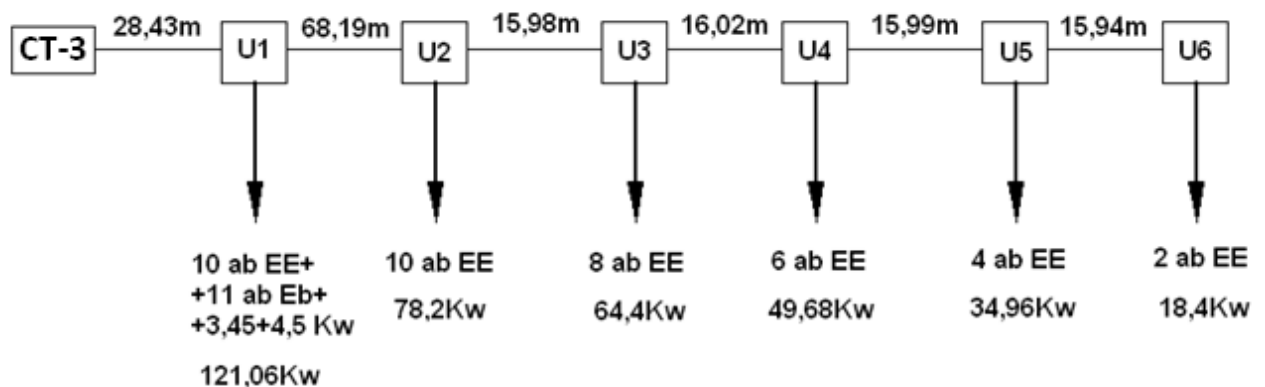 28,43m 68,19m 15,98m 16,02m 15,99m 15,94m
CT-3 U1 U2 U3 U4 U5 U6
10 ab EE+ 10 ab EE 8 ab EE 6 ab EE 4 ab EE 2 ab EE
+11 ab Eb+
78,2Kw 64,4Kw 49,68Kw 34,96Kw 18,4Kw
+3,45+4,5 Kw
121,06Kw